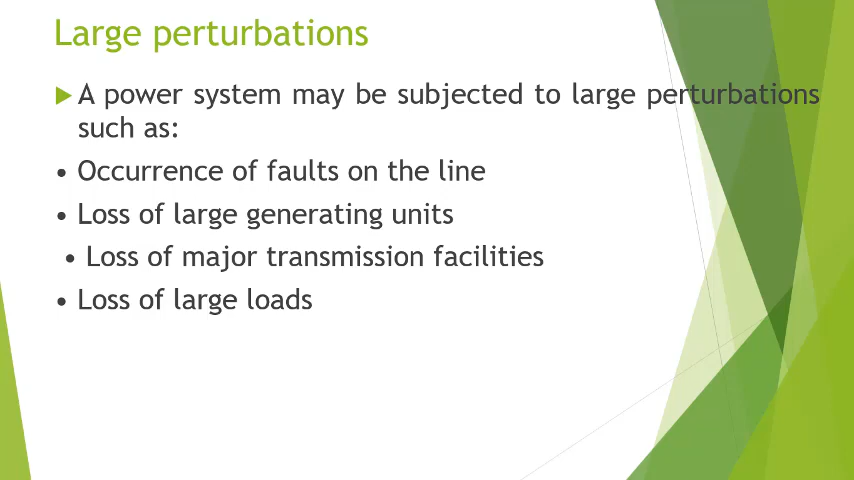 Large perturbations
A power system may be subjected to large perturbations
such as:
• Occurrence of faults on the line
• Loss of large generating units
• Loss of major transmission facilities
• Loss of large loads